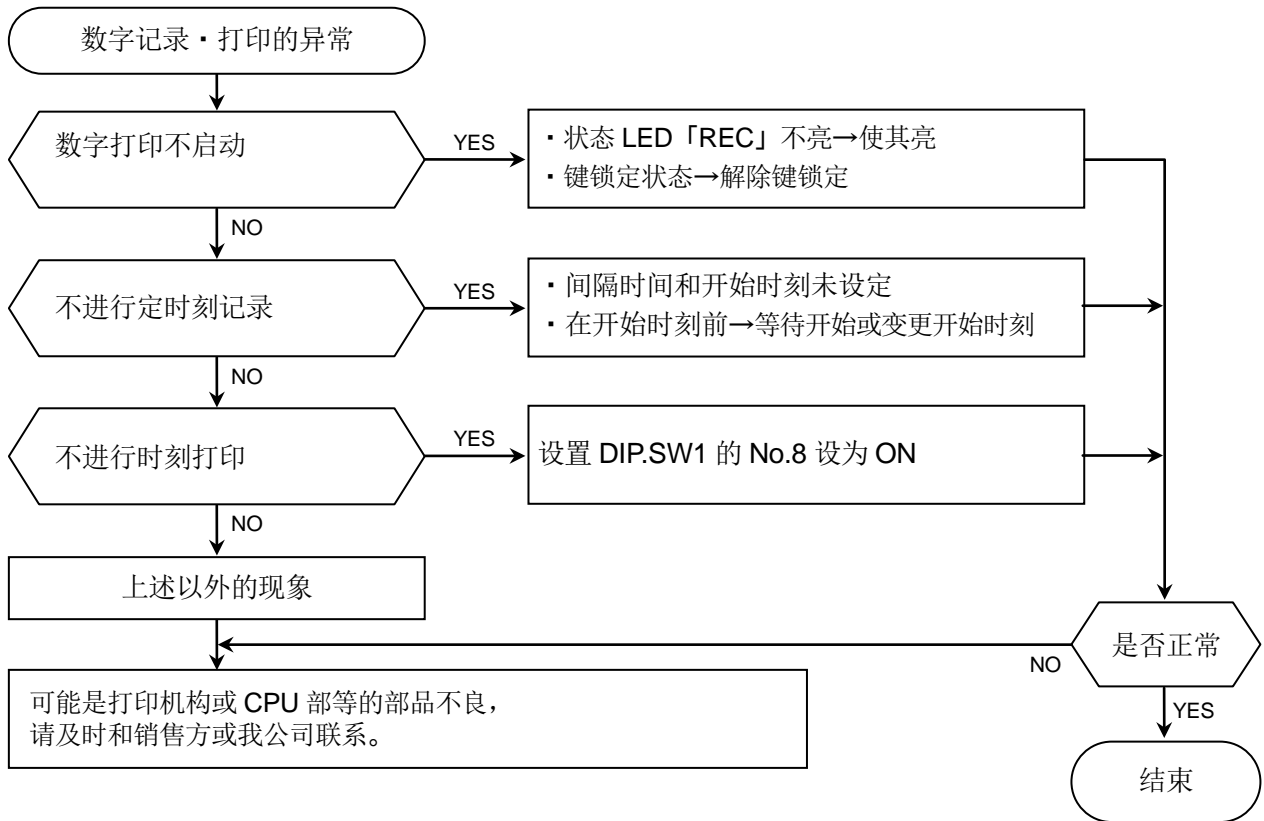 数字记录·打印的异常
数字打印不启动
YES
·状态 LED「REC」不亮→使其亮
·键锁定状态→解除键锁定
NO
不进行定时刻记录
YES
·间隔时间和开始时刻未设定
·在开始时刻前→等待开始或变更开始时刻
NO
不进行时刻打印
YES
设置 DIP.SW1 的 No.8 设为 ON
NO
上述以外的现象
是否正常
NO
可能是打印机构或 CPU 部等的部品不良，
请及时和销售方或我公司联系。
YES
结束